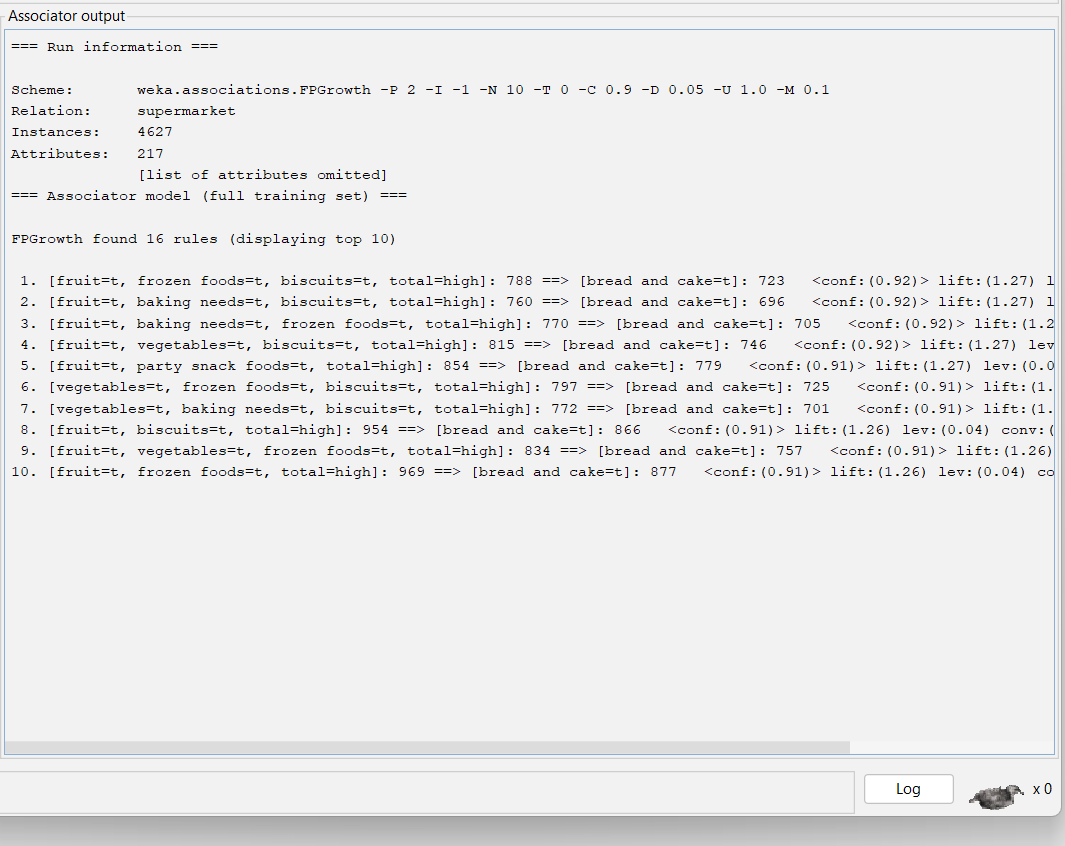 Associator output
=== Run information ===
Scheme: weka.associations.FPGrowth -P 2 -I -1 -N 10 -T 0 -C 0.9 -D 0.05 -U 1.0 -M 0.1
Relation: supermarket
Instances: 4627
Attributes: 217
[list of attributes omitted]
=== Associator model (full training set) ===
FPGrowth found 16 rules (displaying top 10)
1. [fruit=t, frozen foods=t, biscuits=t, total=high]: 788 ==> [bread and cake=t]: 723 <conf:(0.92)> lift:(1.27) l
2. [fruit=t, baking needs=t, biscuits=t, total=high]: 760 ==> [bread and cake=t]: 696 <conf:(0.92)> lift:(1.27) l
3. [fruit=t, baking needs=t, frozen foods=t, total=high]: 770 ==> [bread and cake=t]: 705 <conf:(0.92)> lift:(1.2
4. [fruit=t, vegetables=t, biscuits=t, total=high]: 815 ==> [bread and cake=t]: 746 <conf:(0.92)> lift:(1.27) lev
5. [fruit=t, party snack foods=t, total=high]: 854 ==> [bread and cake=t]: 779 <conf:(0.91)> lift:(1.27) lev:(0.0
6. [vegetables=t, frozen foods=t, biscuits=t, total=high]: 797 ==> [bread and cake=t]: 725 <conf:(0.91)> lift:(1.
7. [vegetables=t, baking needs=t, biscuits=t, total=high]: 772 ==> [bread and cake=t]: 701 <conf:(0.91)> lift:(1.
8. [fruit=t, biscuits=t, total=high]: 954 ==> [bread and cake=t]: 866 <conf:(0.91)> lift:(1.26) lev:(0.04) conv:(
9. [fruit=t, vegetables=t, frozen foods=t, total=high]: 834 ==> [bread and cake=t]: 757 <conf:(0.91)> lift:(1.26)
10. [fruit=t, frozen foods=t, total=high]: 969 ==> [bread and cake=t]: 877 <conf:(0.91)> lift:(1.26) lev:(0.04) co
Log
x 0